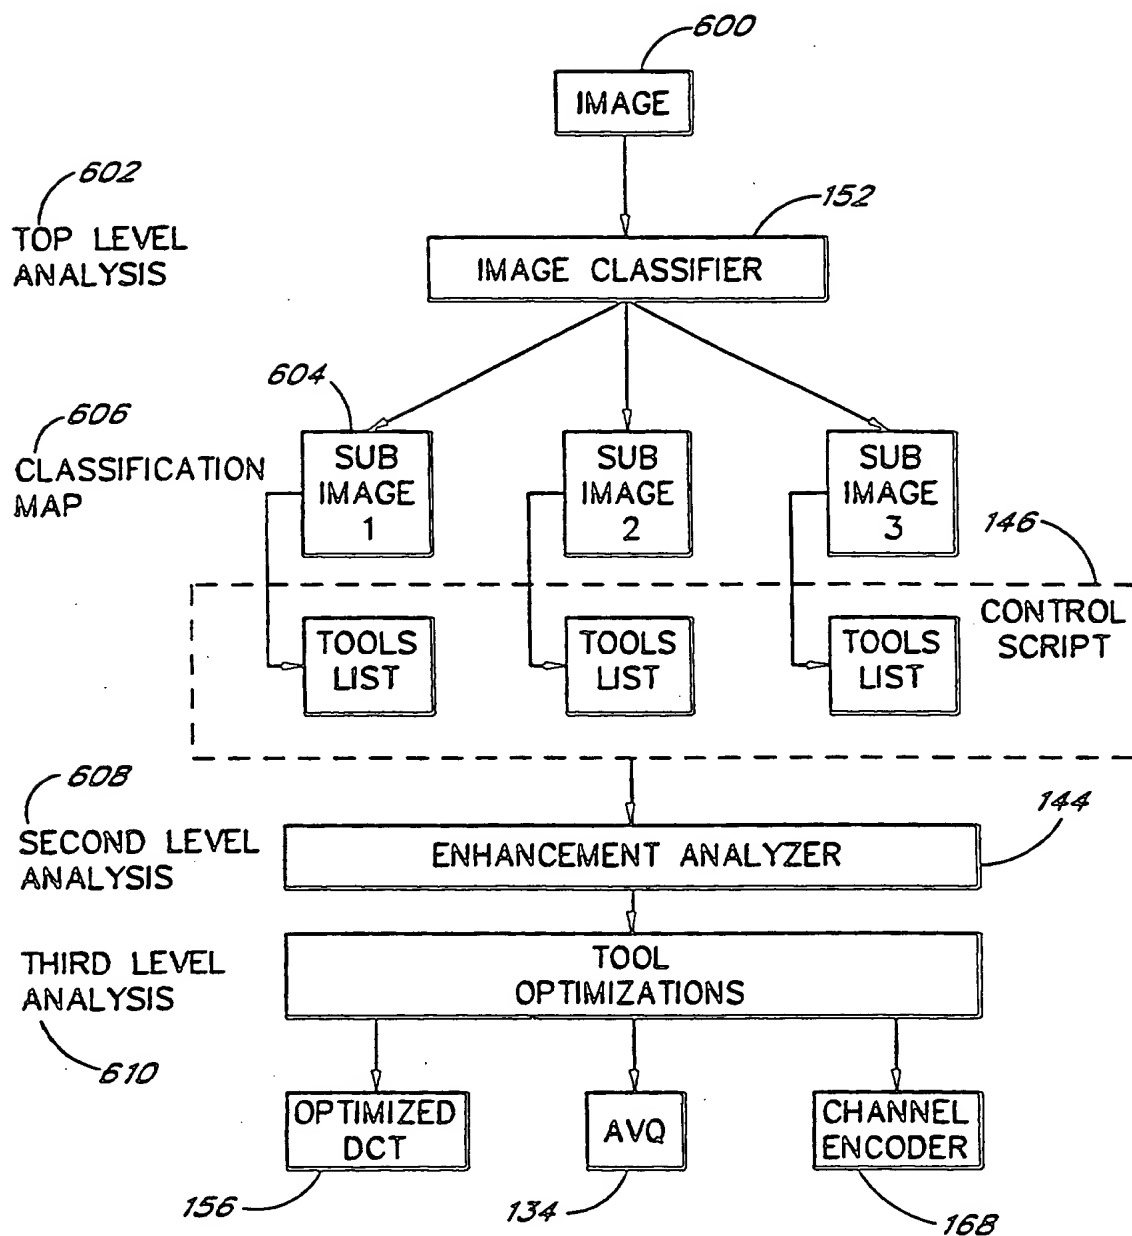 600
IMAGE
602
TOP LEVEL
ANALYSIS
152
IMAGE CLASSIFIER
604
606
CLASSIFICATION
MAP
SUB
IMAGE
1
SUB
IMAGE
2
SUB
IMAGE
3
146
CONTROL
SCRIPT
TOOLS
LIST
TOOLS
LIST
TOOLS
LIST
608
SECOND LEVEL
ANALYSIS
144
ENHANCEMENT ANALYZER
THIRD LEVEL
ANALYSIS
610
TOOL
OPTIMIZATIONS
OPTIMIZED
DCT
AVQ
CHANNEL
ENCODER
156
134
168